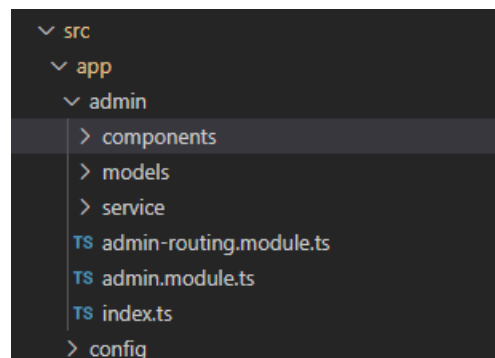 src
app
admin
components
models
service
TS admin-routing.module.ts
TS admin.module.ts
TS index.ts
config